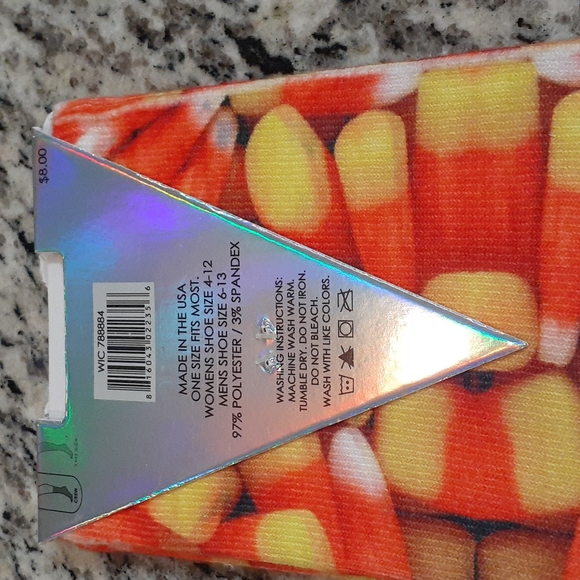 $8.00
WIC 788884
8 16043 02235 6
MADE IN THE USA
ONE SIZE FITS MOST.
WOMENS SHOE SIZE 4-12
MENS SHOE SIZE 6-13
97% POLYESTER / 3% SPANDEX
WASHING INSTRUCTIONS:
MACHINE WASH WARM.
TUMBLE DRY. DO NOT IRON.
DO NOT BLEACH.
WASH WITH LIKE COLORS.
CREW